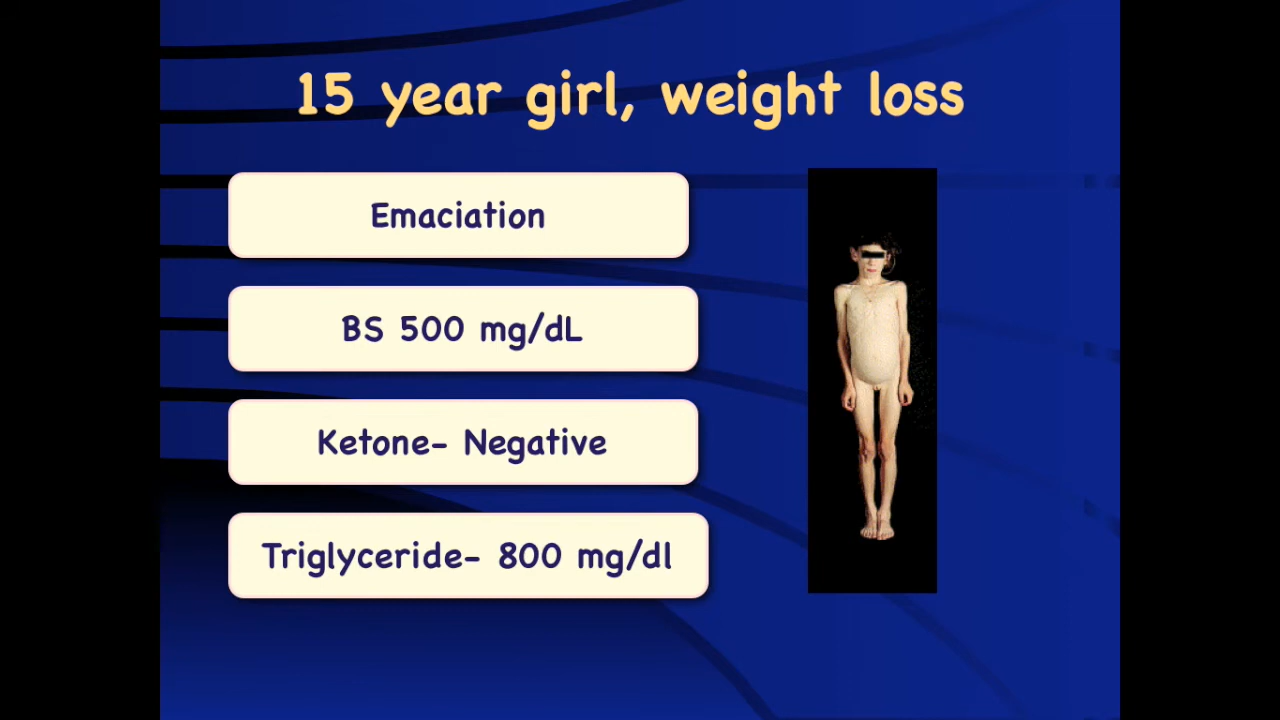 15 year girl, weight loss
Emaciation
BS 500 mg/dL
Ketone- Negative
Triglyceride- 800 mg/dl